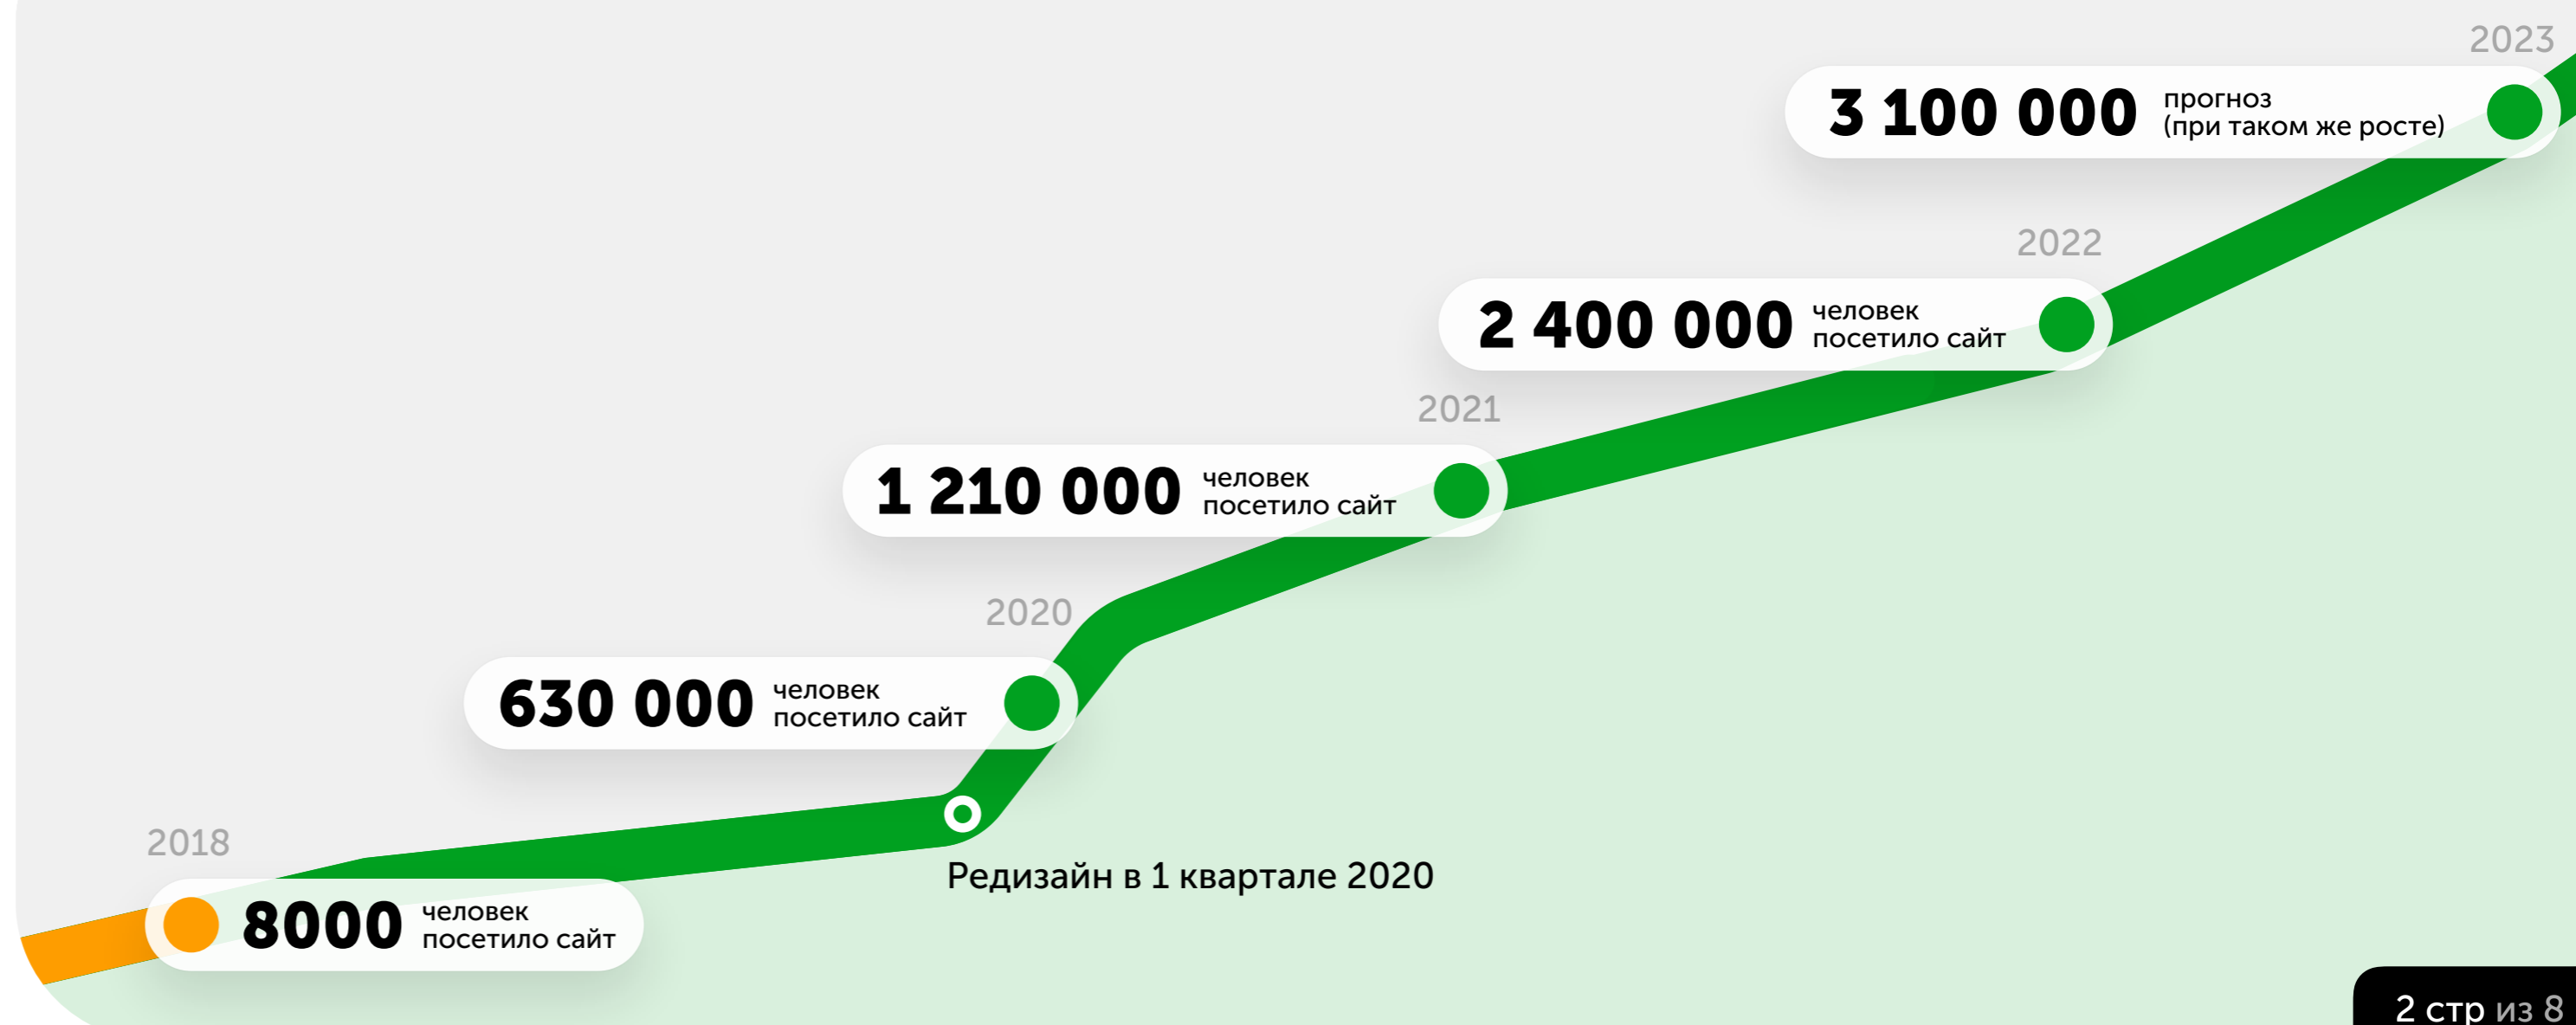 2023
3 100 000 прогноз
(при таком же росте)
2022
2 400 000 человек
посетило сайт
2021
1 210 000 человек
посетило сайт
2020
630 000 человек
посетило сайт
2018
8000 человек
посетило сайт
Редизайн в 1 квартале 2020
2 стр из 8